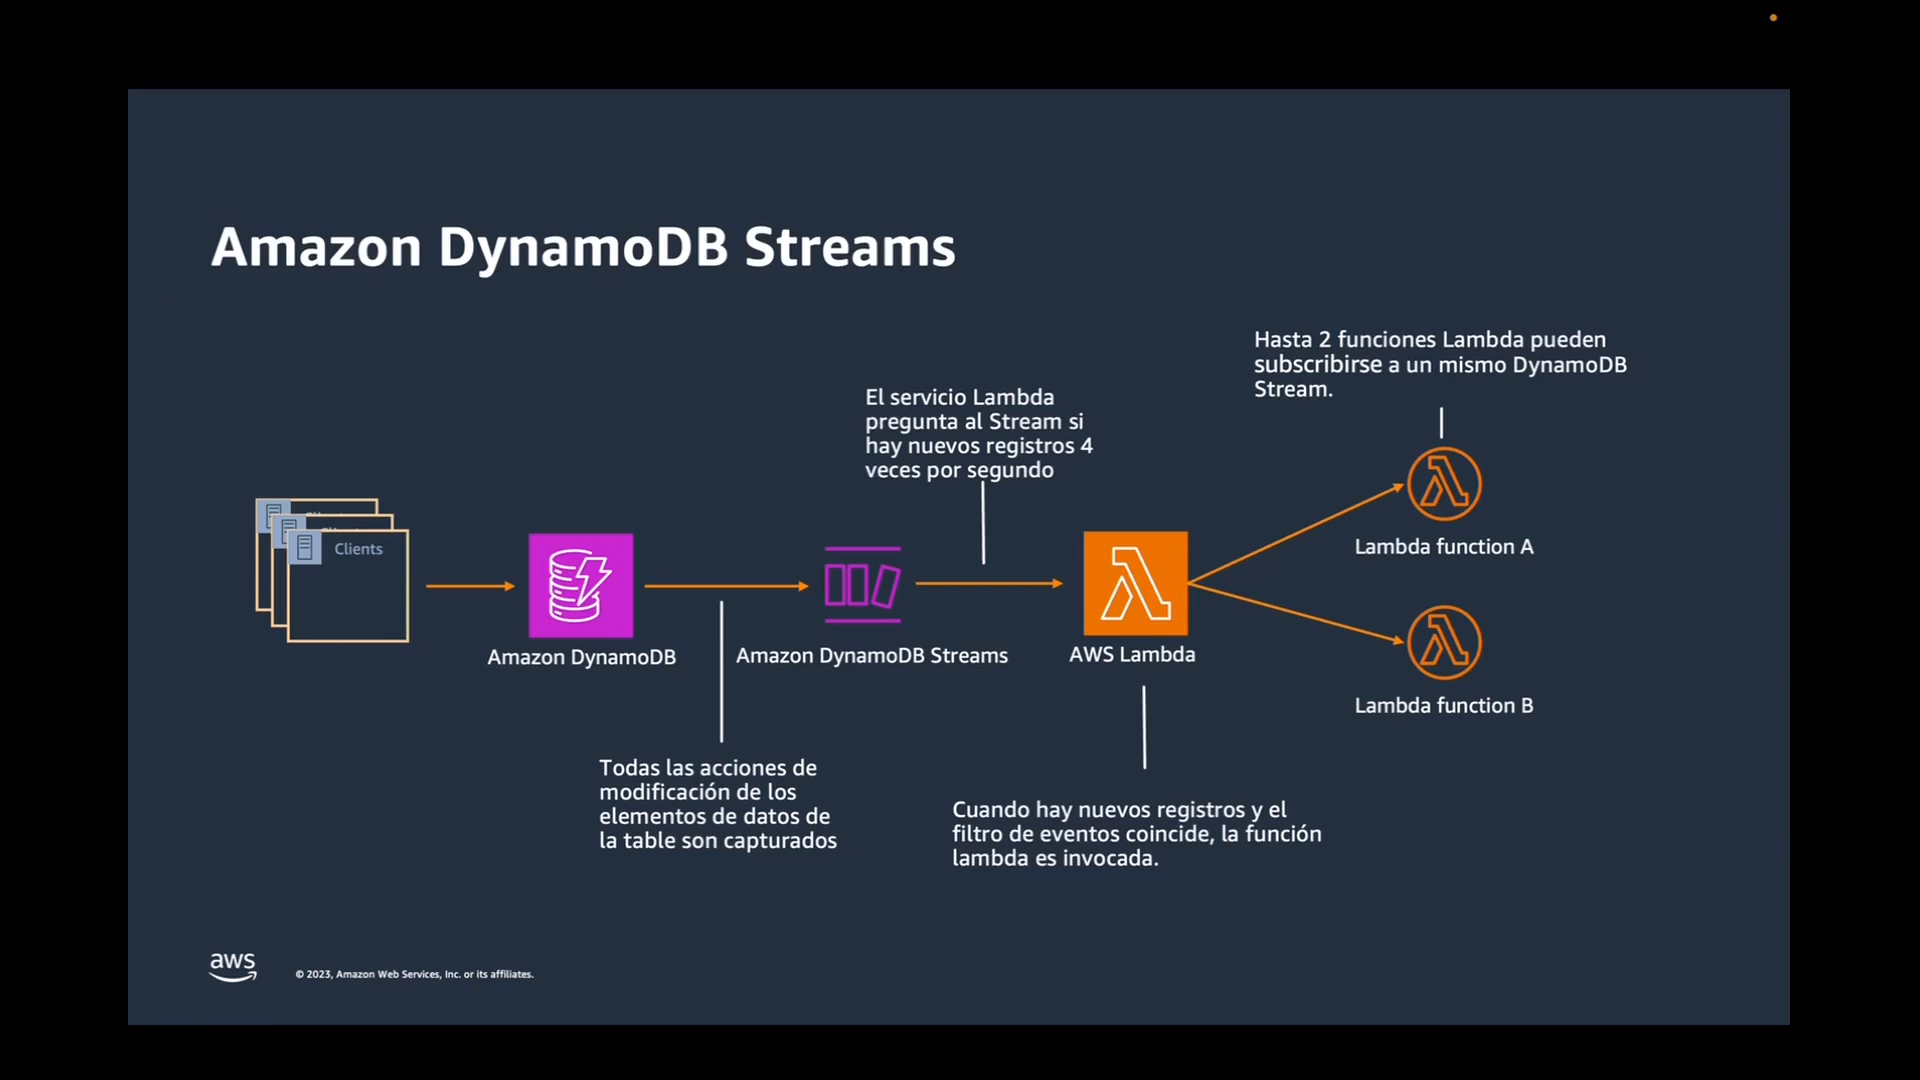 Amazon DynamoDB Streams
Hasta 2 funciones Lambda pueden
subscribirse a un mismo DynamoDB
Stream.
El servicio Lambda
pregunta al Stream si
hay nuevos registros 4
veces por segundo
Clients
Amazon DynamoDB
Amazon DynamoDB Streams
AWS Lambda
Lambda function A
Lambda function B
Todas las acciones de
modificación de los
elementos de datos de
la table son capturados
Cuando hay nuevos registros y el
filtro de eventos coincide, la función
lambda es invocada.
aws
© 2023, Amazon Web Services, Inc. or its affiliates.